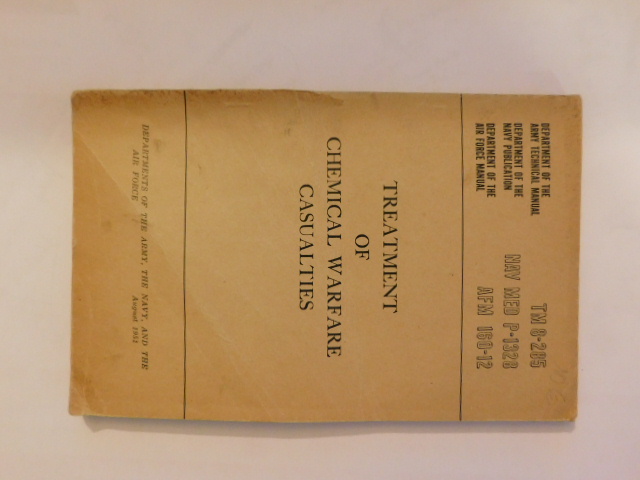 DEPARTMENT OF THE
ARMY TECHNICAL MANUAL
TM 8-285
DEPARTMENT OF THE
NAVY PUBLICATION
NAV MED P-1328
DEPARTMENT OF THE
AIR FORCE MANUAL
AFM 160-12
TREATMENT
OF
CHEMICAL WARFARE
CASUALTIES
DEPARTMENTS OF THE ARMY, THE NAVY, AND THE
AIR FORCE
August 1951